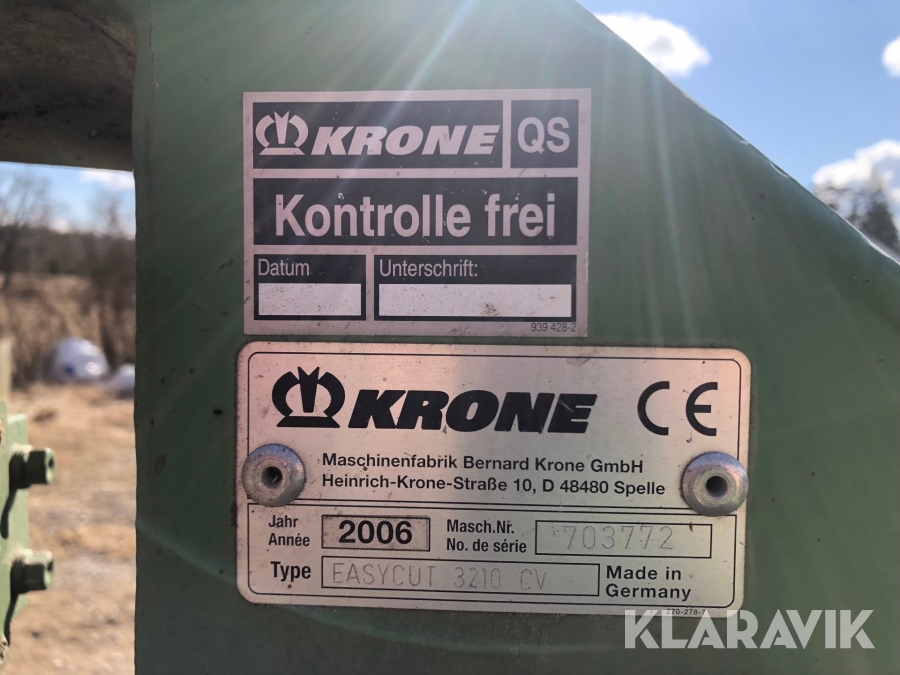 KRONE QS
Kontrolle frei
Datum Unterschrift:
939 428-2
KRONE CE
Maschinenfabrik Bernard Krone GmbH
Heinrich-Krone-Straße 10, D 48480 Spelle
Jahr 2006 Masch.Nr. 703772
Année No. de série
Type EASYCUT 3210 CV Made in
Germany
KLARAVIK